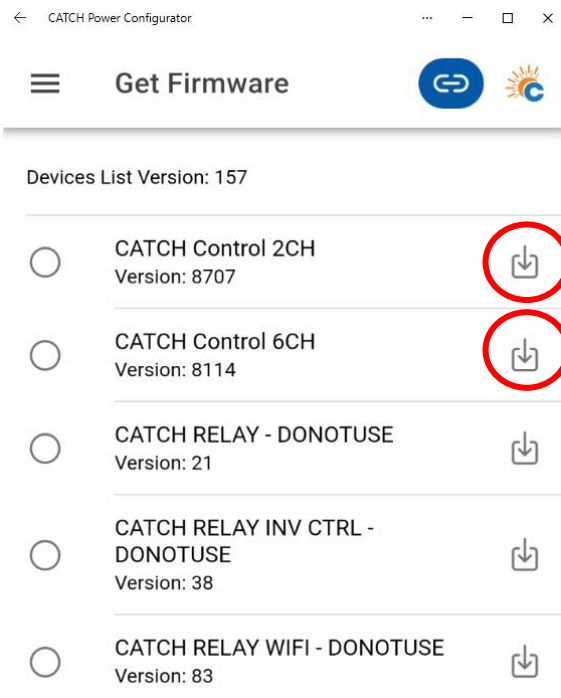 CATCH Power Configurator
Get Firmware
Devices List Version: 157
CATCH Control 2CH
Version: 8707
CATCH Control 6CH
Version: 8114
CATCH RELAY - DONOTUSE
Version: 21
CATCH RELAY INV CTRL -
DONOTUSE
Version: 38
CATCH RELAY WIFI - DONOTUSE
Version: 83